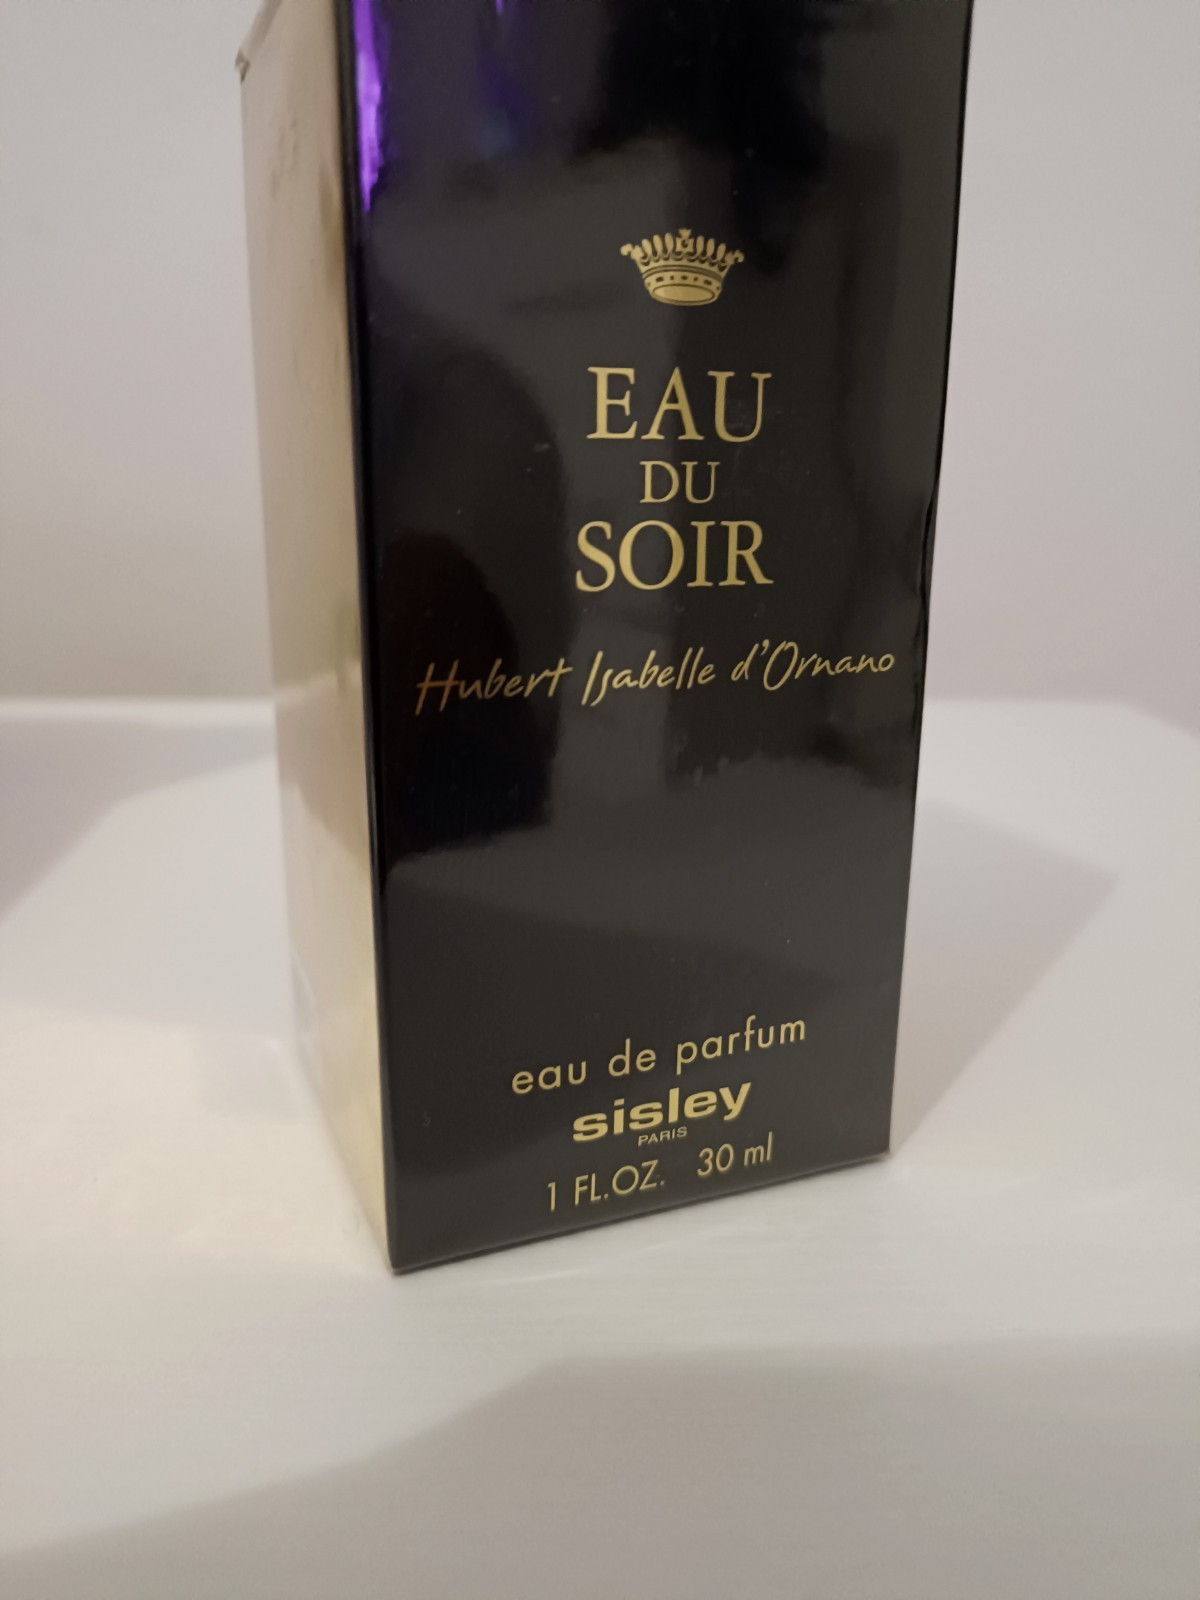 EAU
DU
SOIR
Hubert Isabelle d'Ornano
eau de parfum
sisley
PARIS
1 FL.OZ. 30 ml